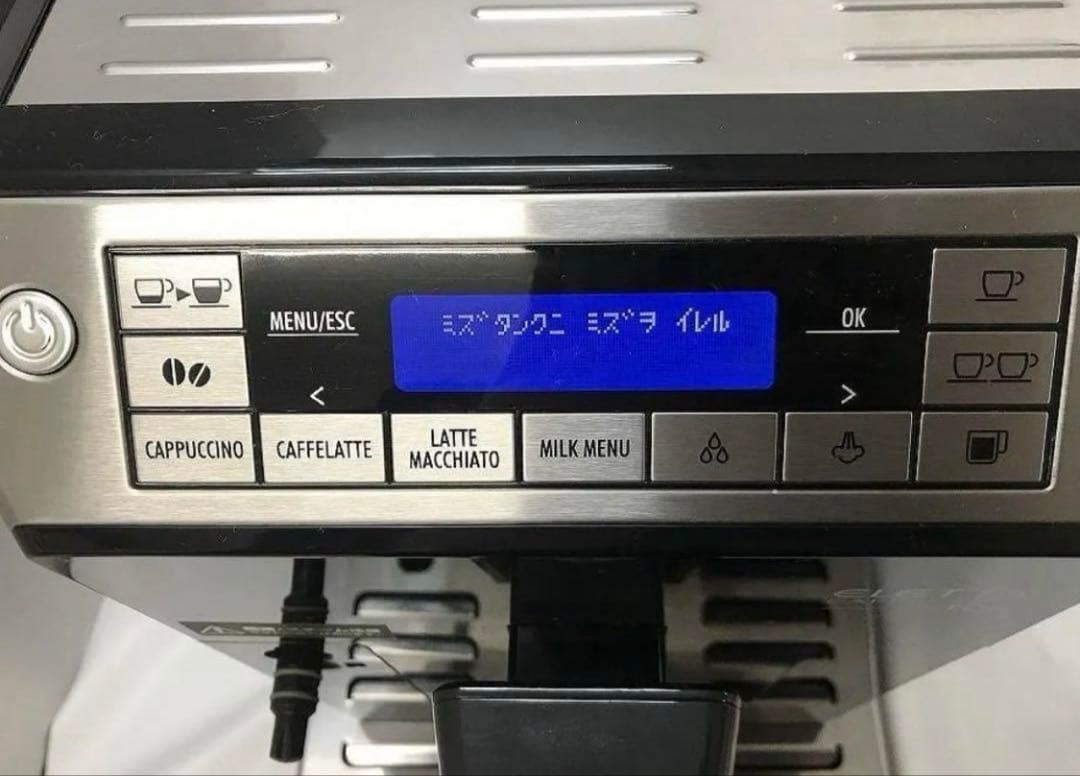 MENU/ESC
ﾐｽﾞﾀﾝｸﾆ ﾐｽﾞｦ ｲﾚﾙ
OK
<
>
CAPPUCCINO
CAFFELATTE
LATTE
MACCHIATO
MILK MENU